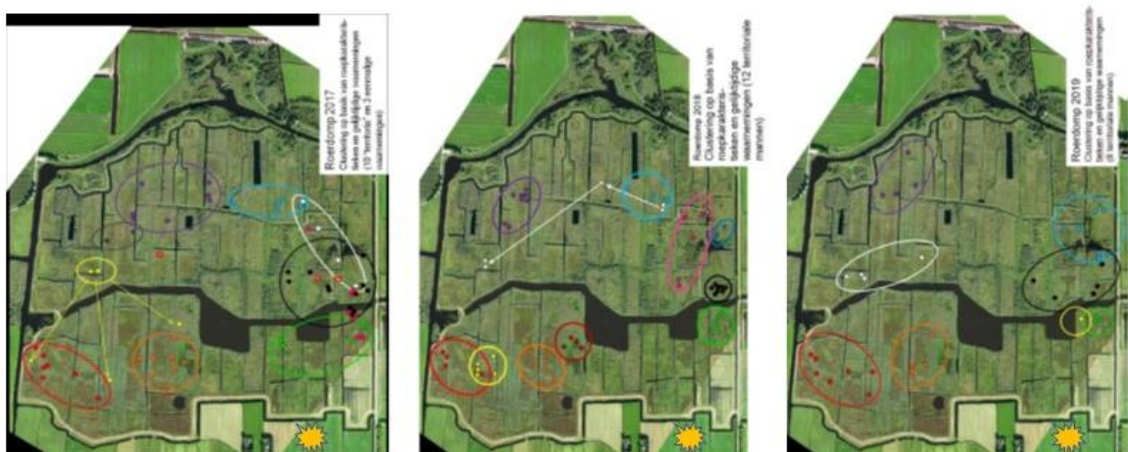 Roerdomp 2017
Clustering op basis van roepkarakteris-
tieken en gelijktijdige waarnemingen
(10 "territoria" en 3 eenmalige
waarnemingen)
Roerdomp 2018
Clustering op basis van
roepkarakteris-
tieken en gelijktijdige
waarnemingen (12 territoriale
mannen)
Roerdomp 2019
Clustering op basis van roepkarakteris-
tieken en gelijktijdige waarnemingen
(8 territoriale mannen)